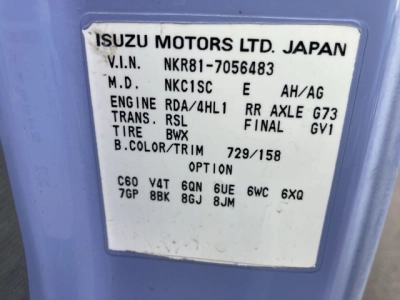 ISUZU MOTORS LTD. JAPAN
V.I.N. NKR81-7056483
M.D. NKC1SC E AH/AG
ENGINE RDA/4HL1 RR AXLE G73
TRANS. RSL FINAL GV1
TIRE BWX
B.COLOR/TRIM 729/158
OPTION
C60 V4T 6QN 6UE 6WC 6XQ
7GP 8BK 8GJ 8JM